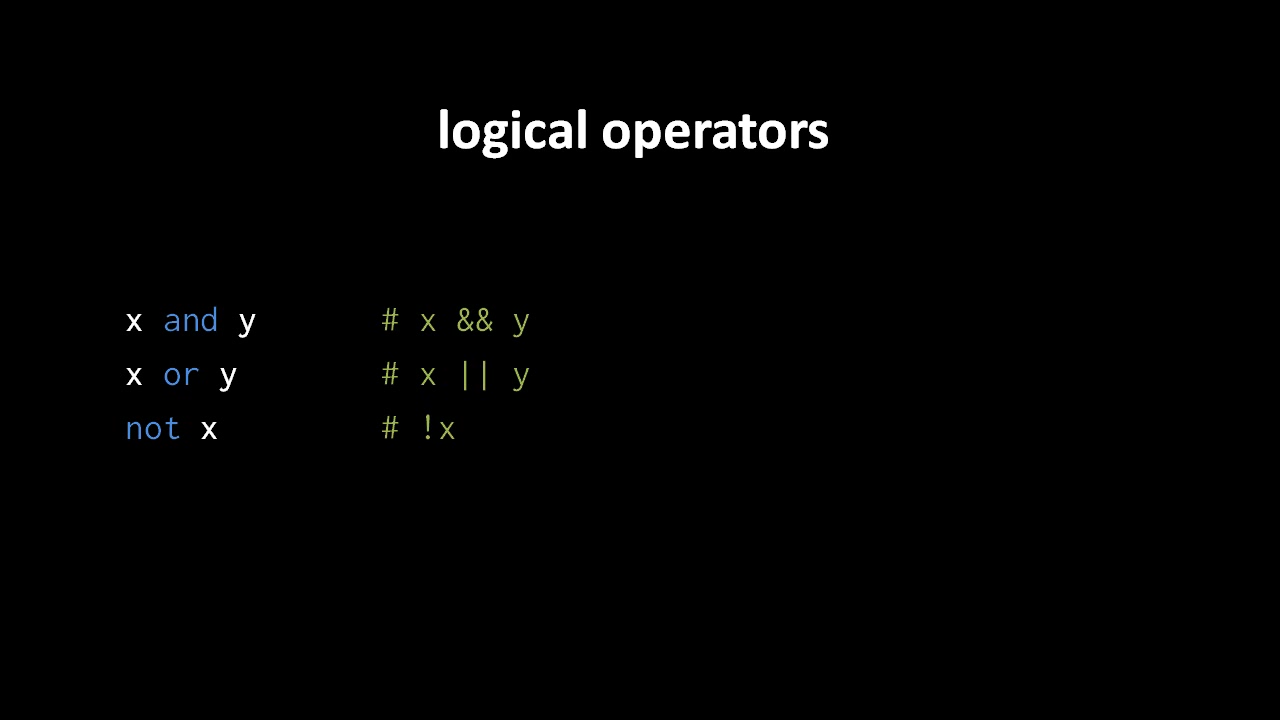 logical operators
x and y # x && y
x or y # x || y
not x # !x